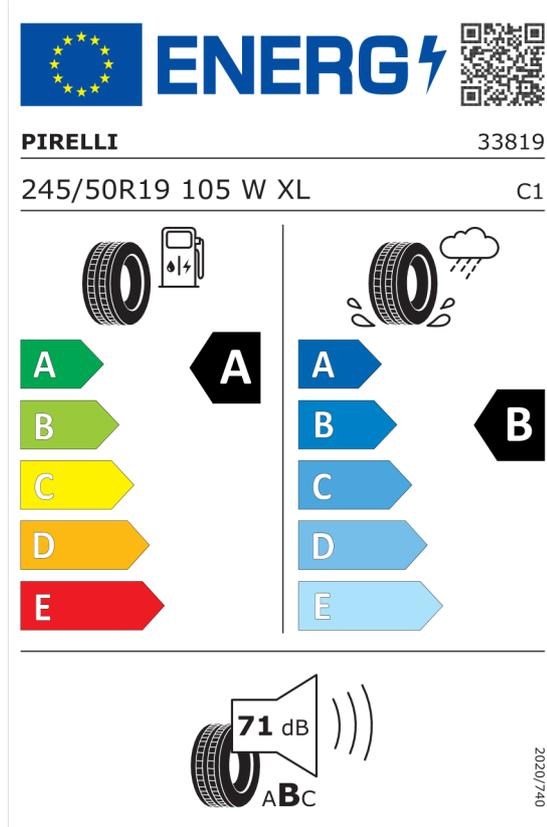 ENERG
PIRELLI 33819
245/50R19 105 W XL C1
A A A
B B B
C C
D D
E E
71 dB
ABC
2020/740